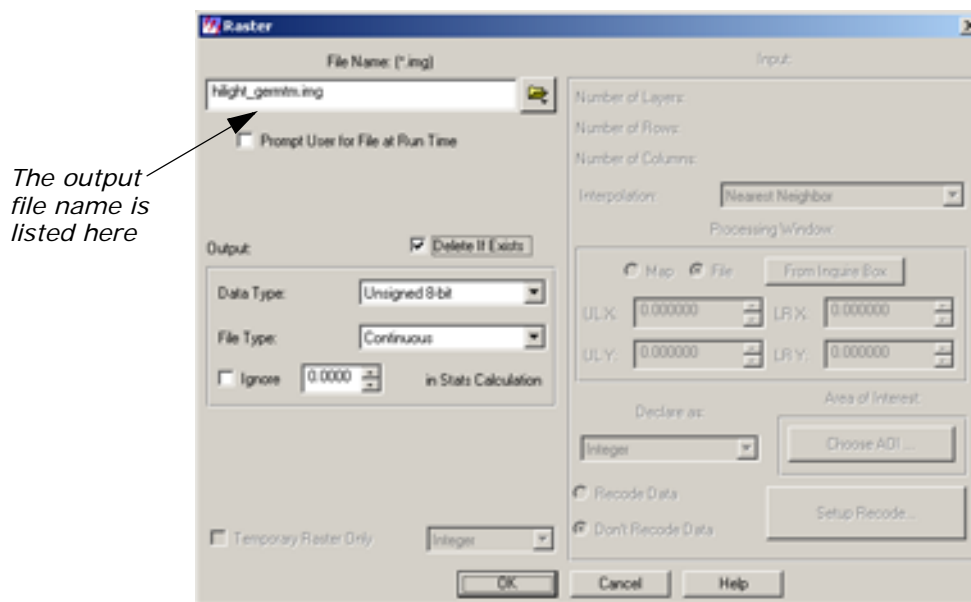 Raster
File Name: (*.img)
hilight_germtm.img
Prompt User for File at Run Time
The output
file name is
listed here
Output:
Delete If Exists
Data Type:
Unsigned 8-bit
File Type:
Continuous
Ignore
0.0000
in Stats Calculation
Temporary Raster Only
Integer
Input:
Number of Layers:
Number of Rows:
Number of Columns:
Interpolation:
Nearest Neighbor
Processing Window:
Map
File
From Inquire Box
ULX:
0.000000
LRX:
0.000000
ULY:
0.000000
LRY:
0.000000
Declare as:
Area of Interest:
Integer
Choose AOI ...
Recode Data
Don't Recode Data
Setup Recode...
OK
Cancel
Help